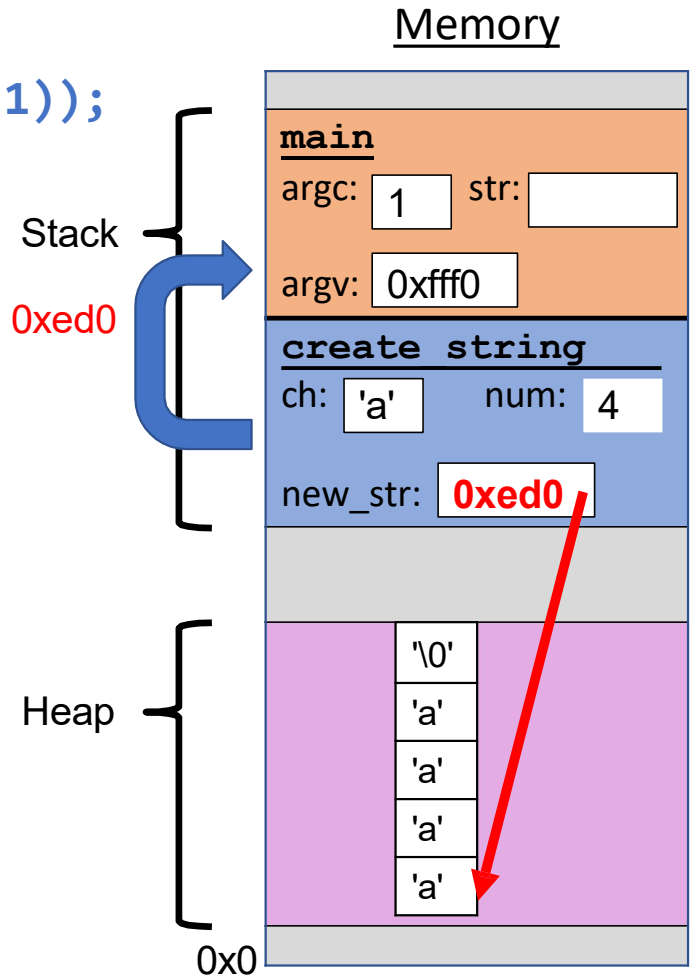 Memory
1));
main
argc: 1 str:
Stack
argv: 0xfff0
0xed0
create string
ch: 'a' num: 4
new_str: 0xed0
'\0'
'a'
Heap
'a'
'a'
'a'
0x0